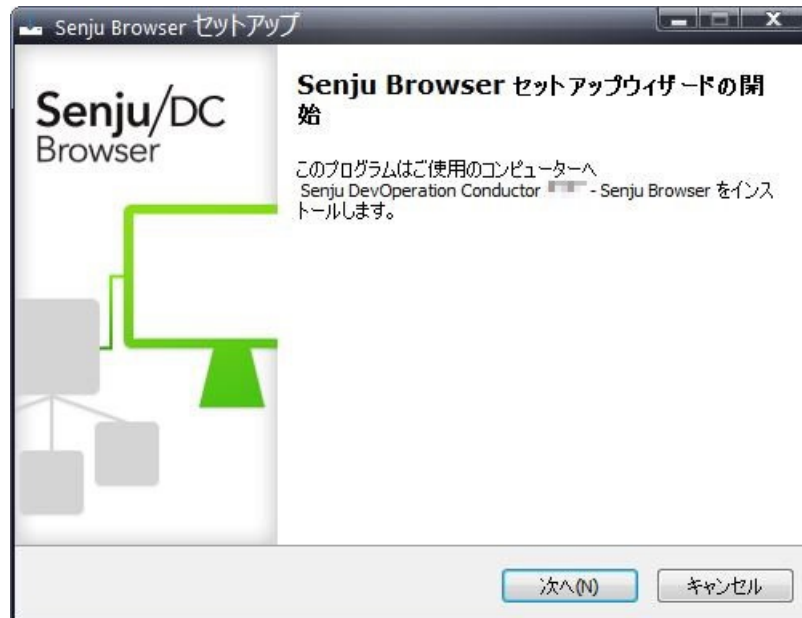 Senju Browser セットアップ
Senju/DC
Browser
Senju Browser セットアップウィザードの開
始
このプログラムはご使用のコンピューターへ
Senju DevOperation Conductor - Senju Browser をインス
トールします。
次へ(N)
キャンセル